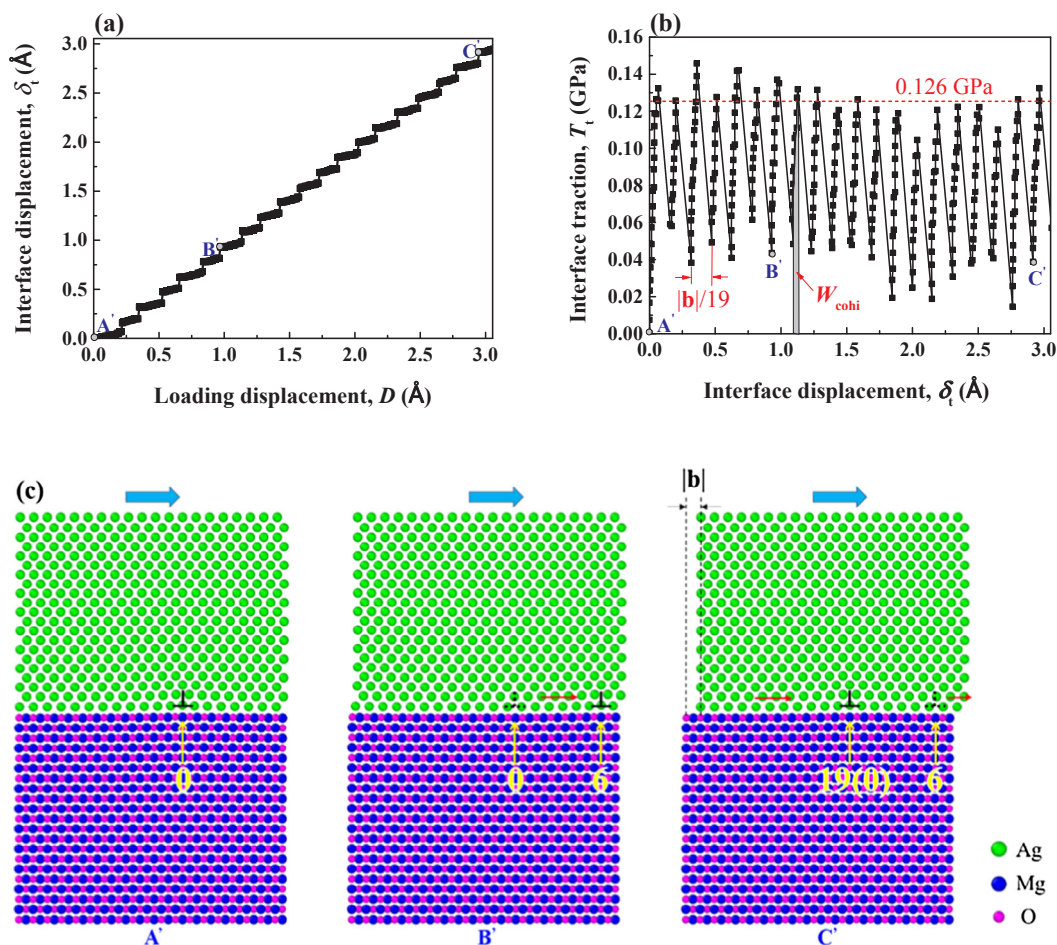 (a)
3.0
2.5
2.0
1.5
1.0
0.5
0.0
Interface displacement, δt (Å)
A'
B'
C'
0.0 0.5 1.0 1.5 2.0 2.5 3.0
Loading displacement, D (Å)
(b)
0.16
0.14
0.12
0.10
0.08
0.06
0.04
0.02
0.00
Interface traction, Tt (GPa)
0.126 GPa
|b|/19
B'
Wcohi
C'
A'
0.0 0.5 1.0 1.5 2.0 2.5 3.0
Interface displacement, δt (Å)
(c)
|b|
0
0 6
19(0) 6
Ag
Mg
O
A' B' C'